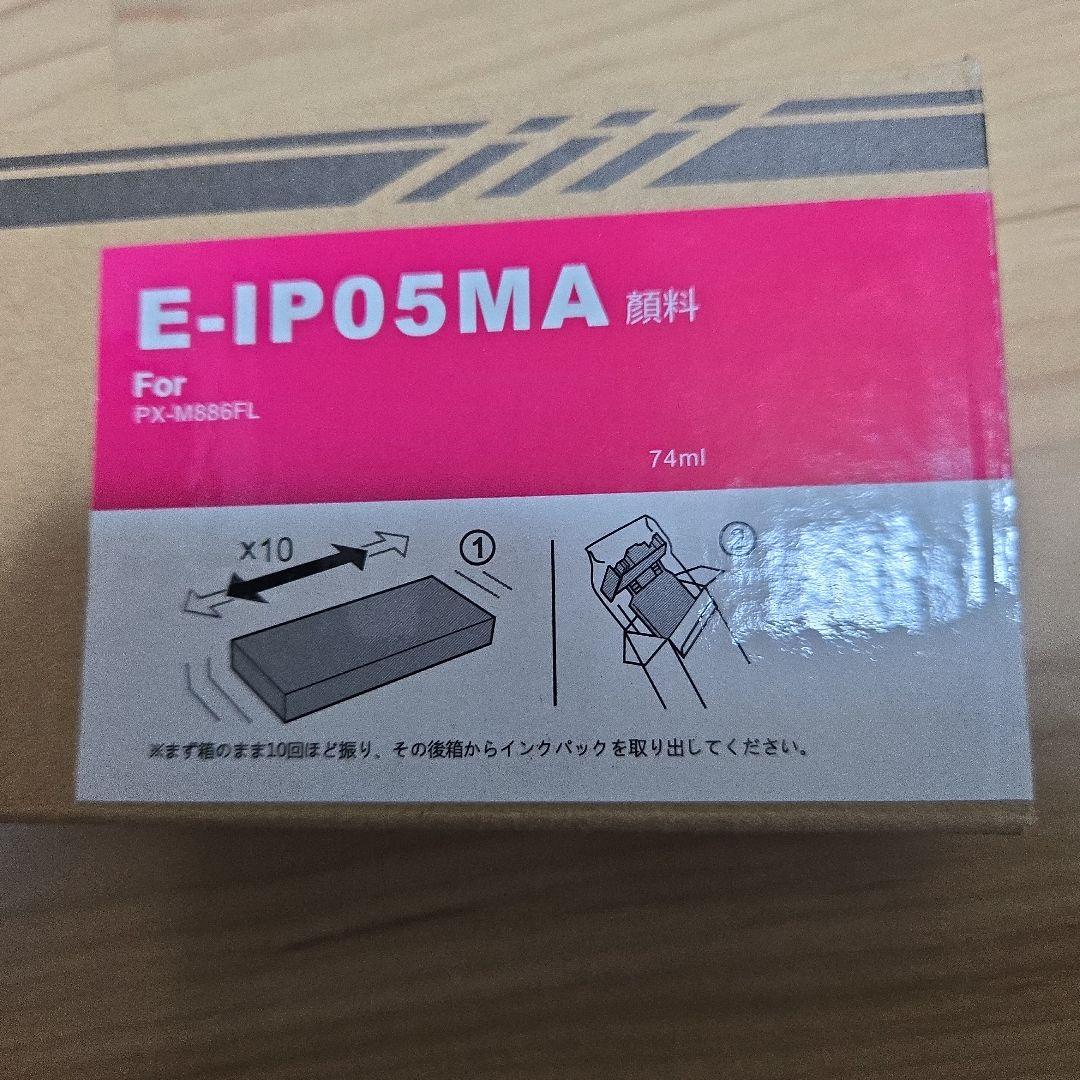 E-IP05MA 顔料
For
PX-M886FL
74ml
X10
①
②
※まず箱のまま10回ほど振り、その後箱からインクパックを取り出してください。